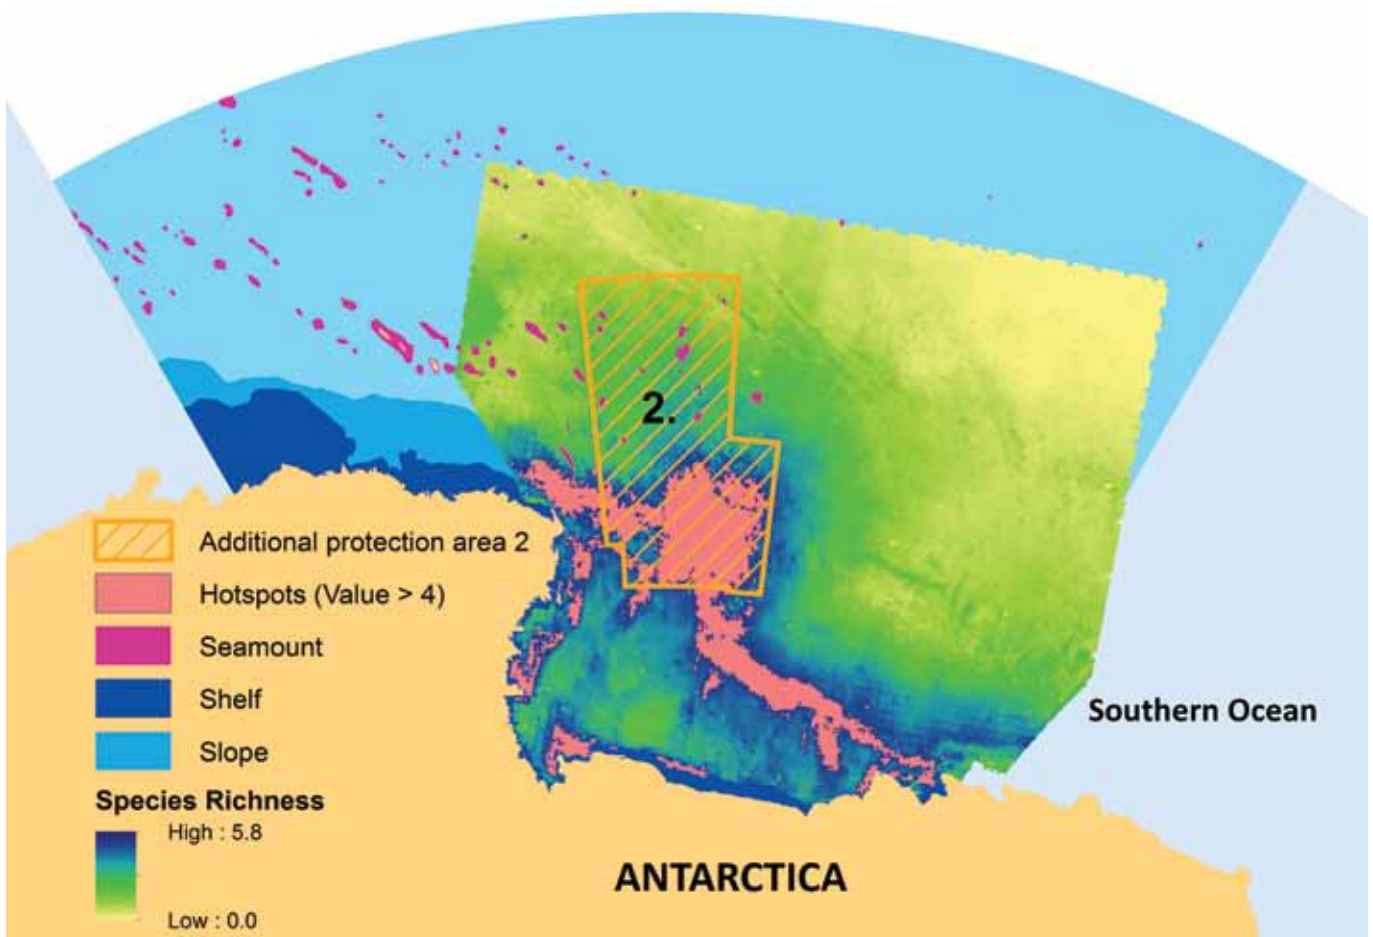 2.
Additional protection area 2
Hotspots (Value > 4)
Seamount
Shelf
Slope
Species Richness
High : 5.8
Low : 0.0
Southern Ocean
ANTARCTICA